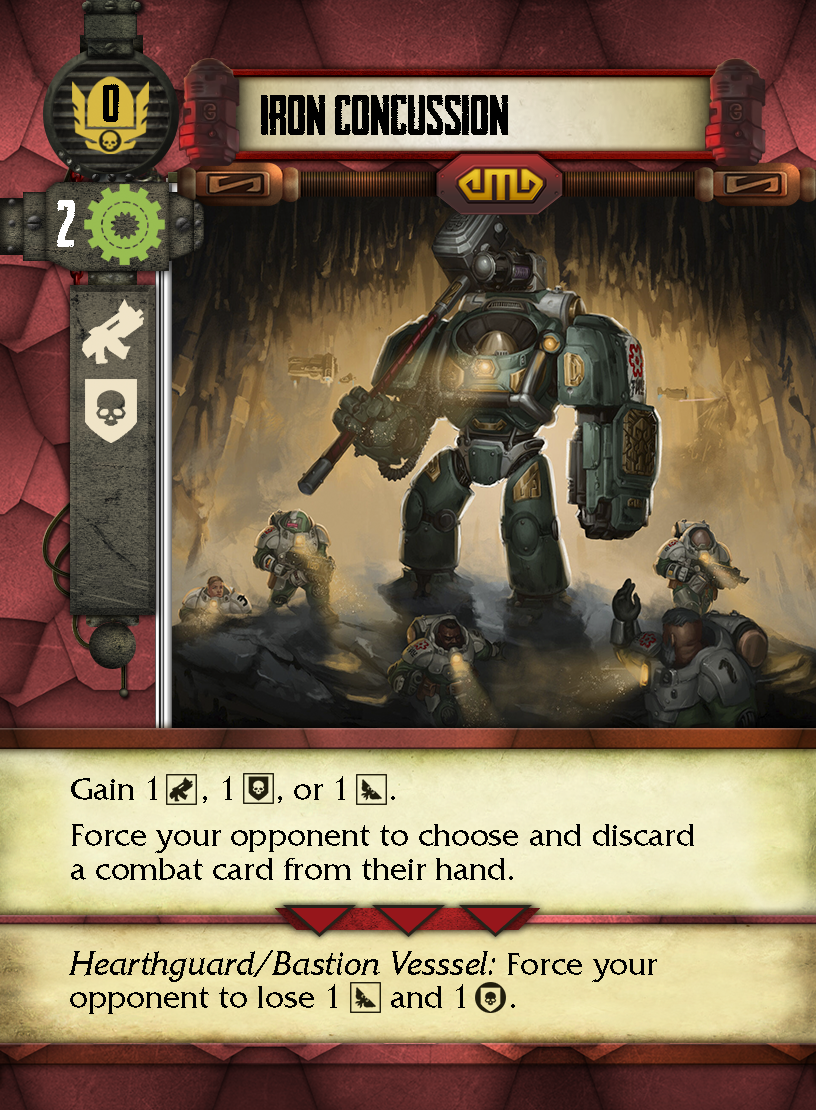 0
IRON CONCUSSION
2
Gain 1 , 1 , or 1 .
Force your opponent to choose and discard
a combat card from their hand.
Hearthguard/Bastion Vesssel: Force your
opponent to lose 1 and 1 .